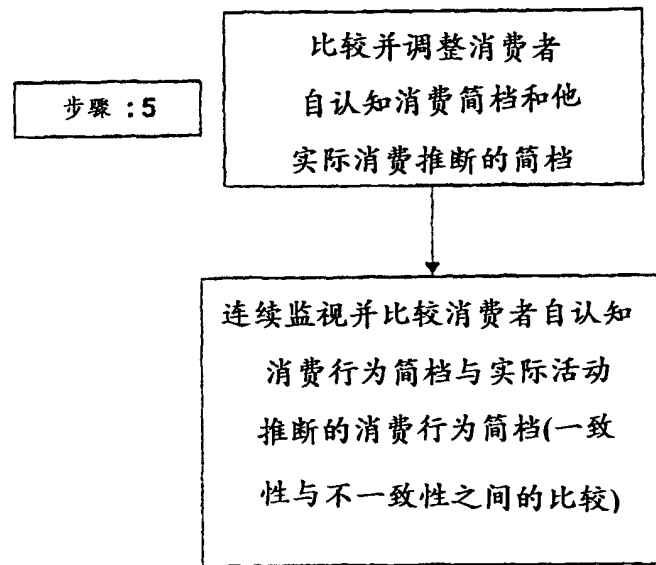 比较并调整消费者
自认知消费简档和他
实际消费推断的简档
步骤 :5
连续监视并比较消费者自认知
消费行为简档与实际活动
推断的消费行为简档(一致
性与不一致性之间的比较)